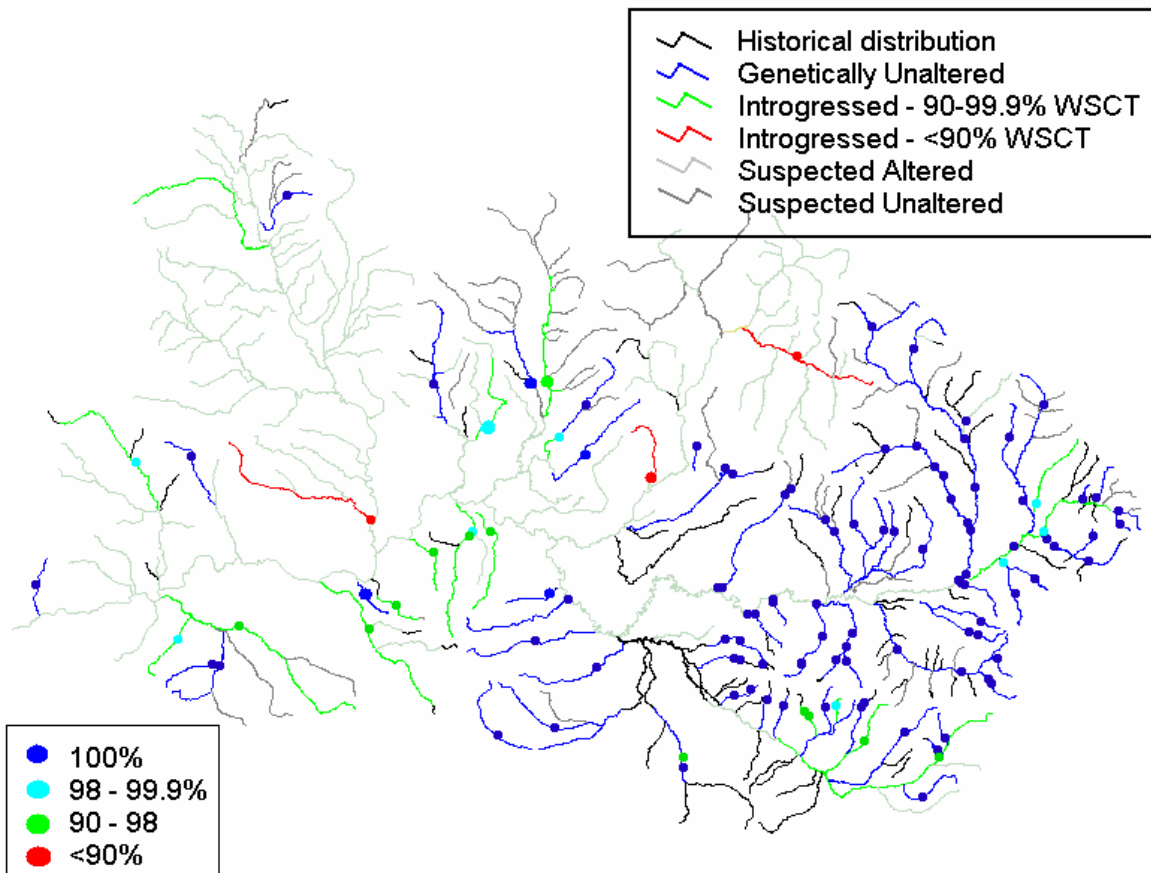 Historical distribution
Genetically Unaltered
Introgressed - 90-99.9% WSCT
Introgressed - <90% WSCT
Suspected Altered
Suspected Unaltered
100%
98 - 99.9%
90 - 98
<90%